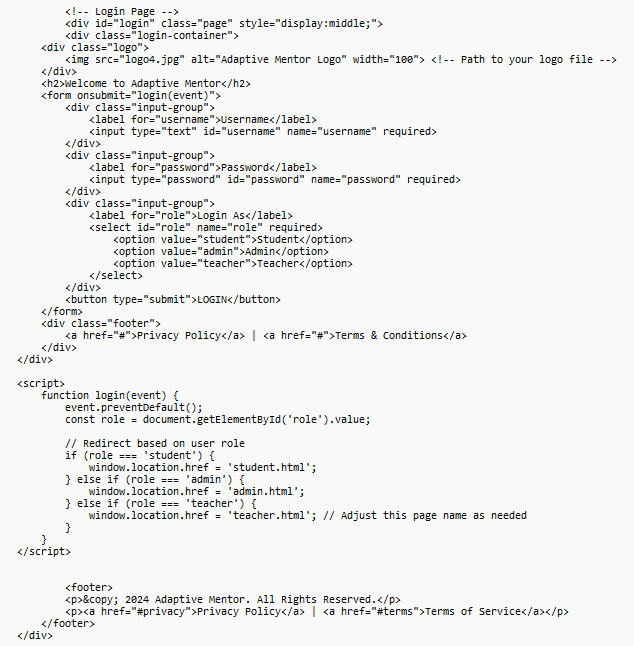 <!-- Login Page -->
<div id="login" class="page" style="display:middle;">
<div class="login-container">
<div class="logo">
<img src="logo4.jpg" alt="Adaptive Mentor Logo" width="100"> <!-- Path to your logo file -->
</div>
<h2>Welcome to Adaptive Mentor</h2>
<form onsubmit="login(event)">
<div class="input-group">
<label for="username">Username</label>
<input type="text" id="username" name="username" required>
</div>
<div class="input-group">
<label for="password">Password</label>
<input type="password" id="password" name="password" required>
</div>
<div class="input-group">
<label for="role">Login As</label>
<select id="role" name="role" required>
<option value="student">Student</option>
<option value="admin">Admin</option>
<option value="teacher">Teacher</option>
</select>
</div>
<button type="submit">LOGIN</button>
</form>
<div class="footer">
<a href="#">Privacy Policy</a> | <a href="#">Terms & Conditions</a>
</div>
</div>
<script>
function login(event) {
event.preventDefault();
const role = document.getElementById('role').value;
// Redirect based on user role
if (role === 'student') {
window.location.href = 'student.html';
} else if (role === 'admin') {
window.location.href = 'admin.html';
} else if (role === 'teacher') {
window.location.href = 'teacher.html'; // Adjust this page name as needed
}
}
</script>
<footer>
<p>&copy; 2024 Adaptive Mentor. All Rights Reserved.</p>
<p><a href="#privacy">Privacy Policy</a> | <a href="#terms">Terms of Service</a></p>
</footer>
</div>